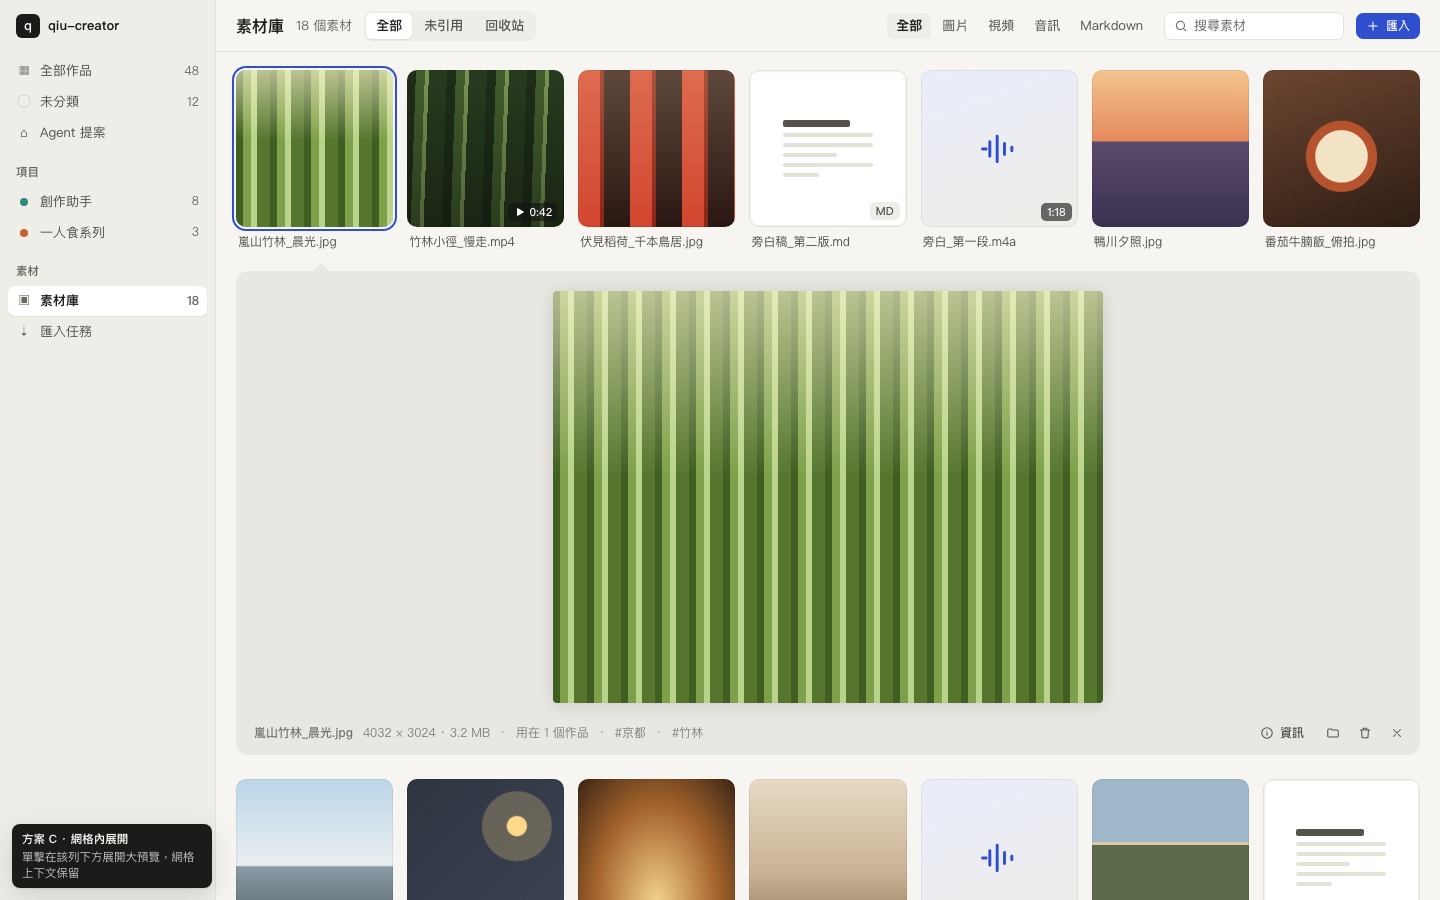 q qiu-creator
全部作品 48
未分類 12
Agent 提案
項目
創作助手 8
一人食系列 3
素材
素材庫 18
匯入任務
方案 C · 網格內展開
單擊在該列下方展開大預覽，網格
上下文保留
素材庫 18 個素材 全部 未引用 回收站 全部 圖片 視頻 音訊 Markdown 搜尋素材 匯入
0:42 MD 1:18
嵐山竹林_晨光.jpg 竹林小徑_慢走.mp4 伏見稻荷_千本鳥居.jpg 旁白稿_第二版.md 旁白_第一段.m4a 鴨川夕照.jpg 番茄牛腩飯_俯拍.jpg
嵐山竹林_晨光.jpg 4032 × 3024 · 3.2 MB · 用在 1 個作品 · #京都 · #竹林 資訊